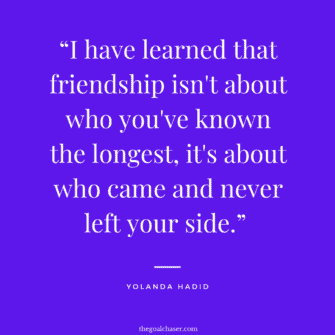 “I have learned that
friendship isn't about
who you've known
the longest, it's about
who came and never
left your side.”
YOLANDA HADID
thegoalchaser.com